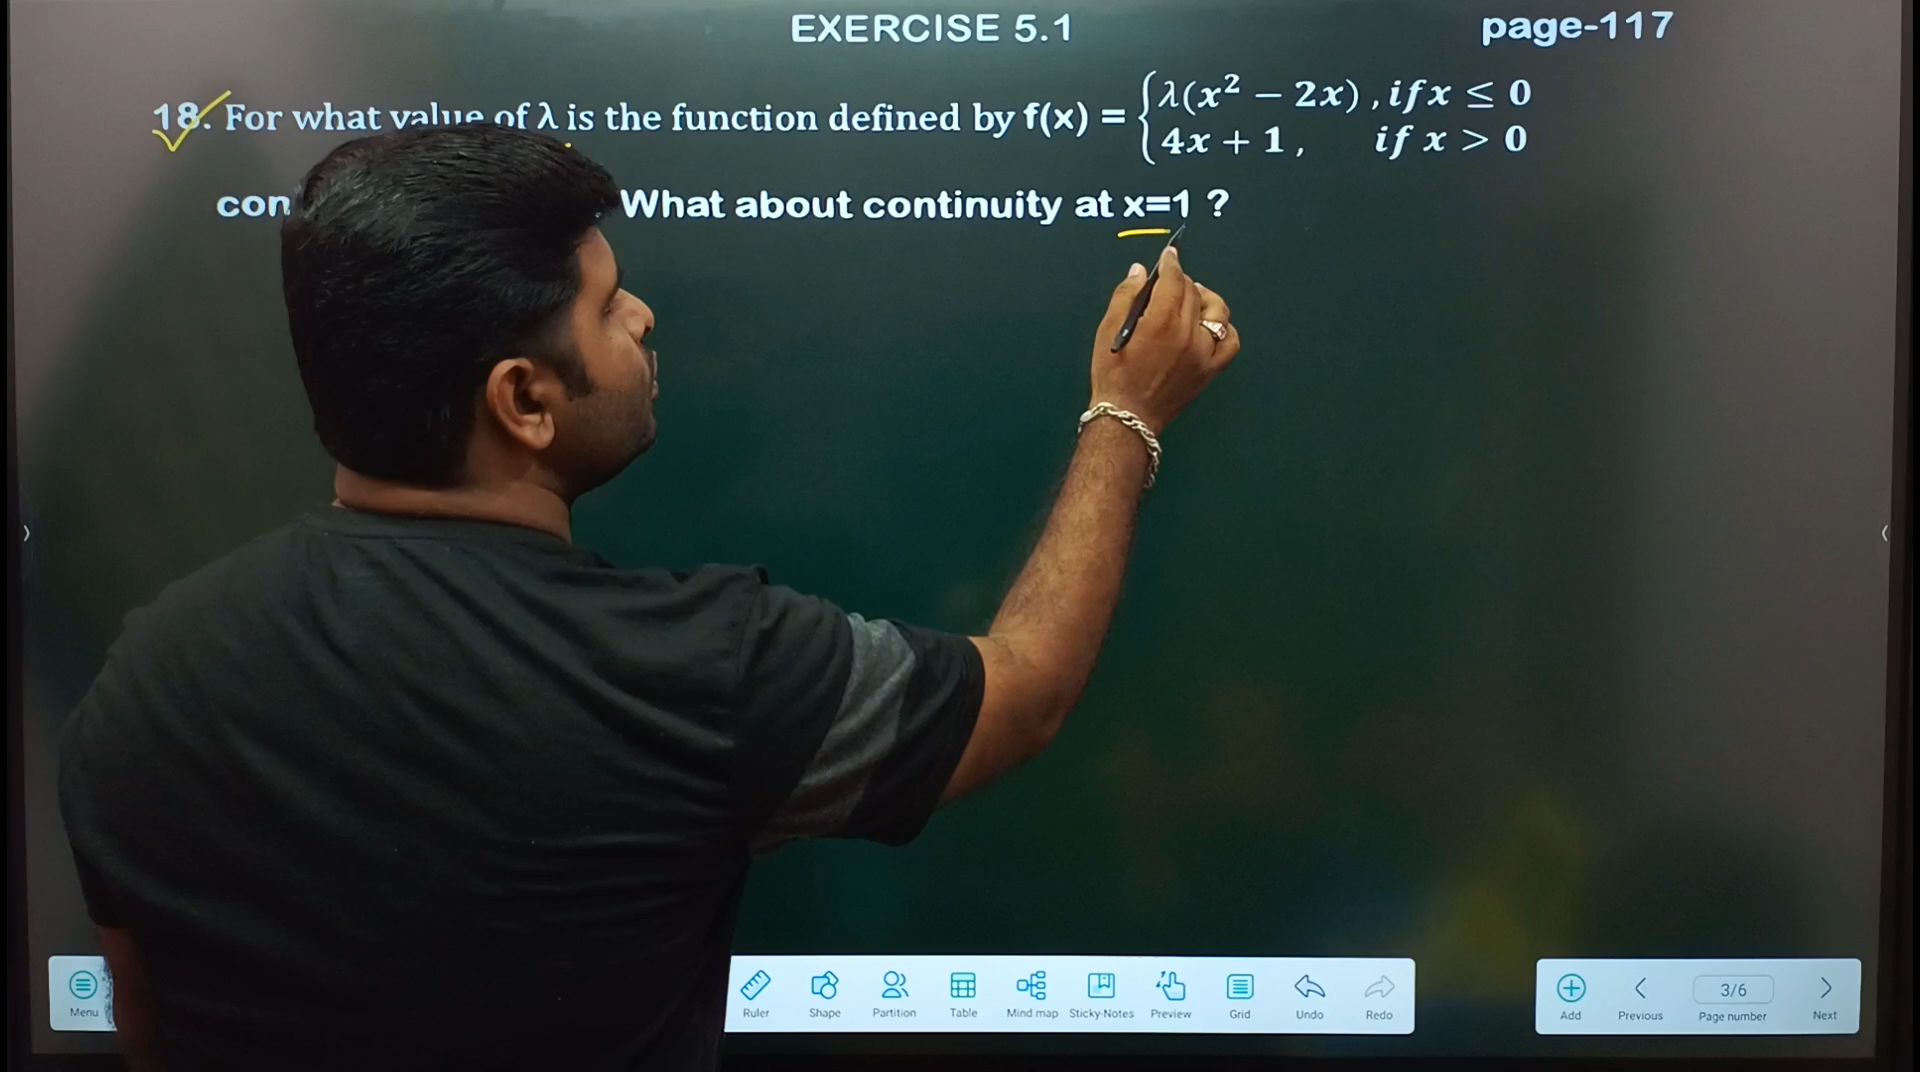 EXERCISE 5.1
page-117
18. For what value of λ is the function defined by f(x) = {λ(x² − 2x) , if x ≤ 0
4x + 1 , if x > 0
con What about continuity at x=1 ?
Menu Ruler Shape Partition Table Mind map Sticky-Notes Preview Grid Undo Redo Add Previous 3/6 Page number Next